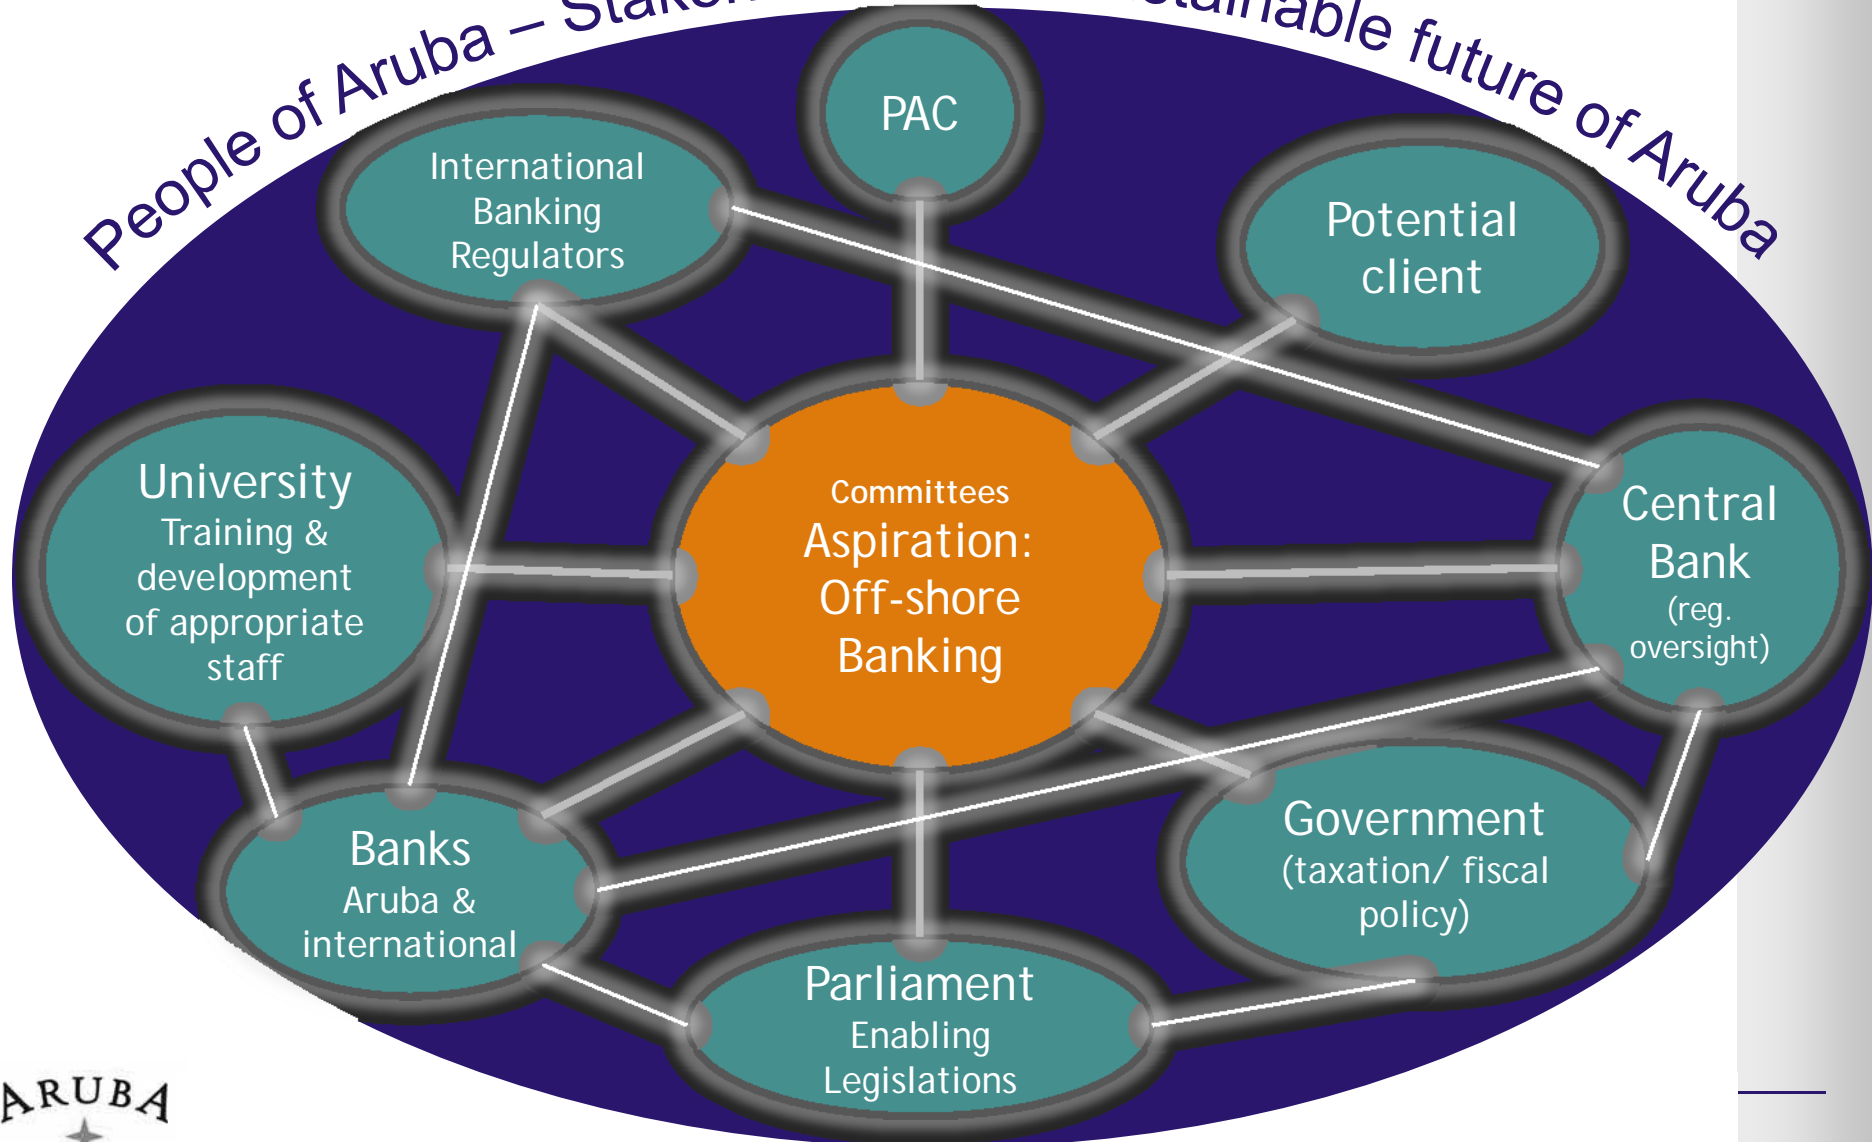 People of Aruba – future of Aruba
PAC
International
Banking
Regulators
Potential
client
University
Training &
development
of appropriate
staff
Committees
Aspiration:
Off-shore
Banking
Central
Bank
(reg.
oversight)
Banks
Aruba &
international
Government
(taxation/ fiscal
policy)
Parliament
Enabling
Legislations
ARUBA